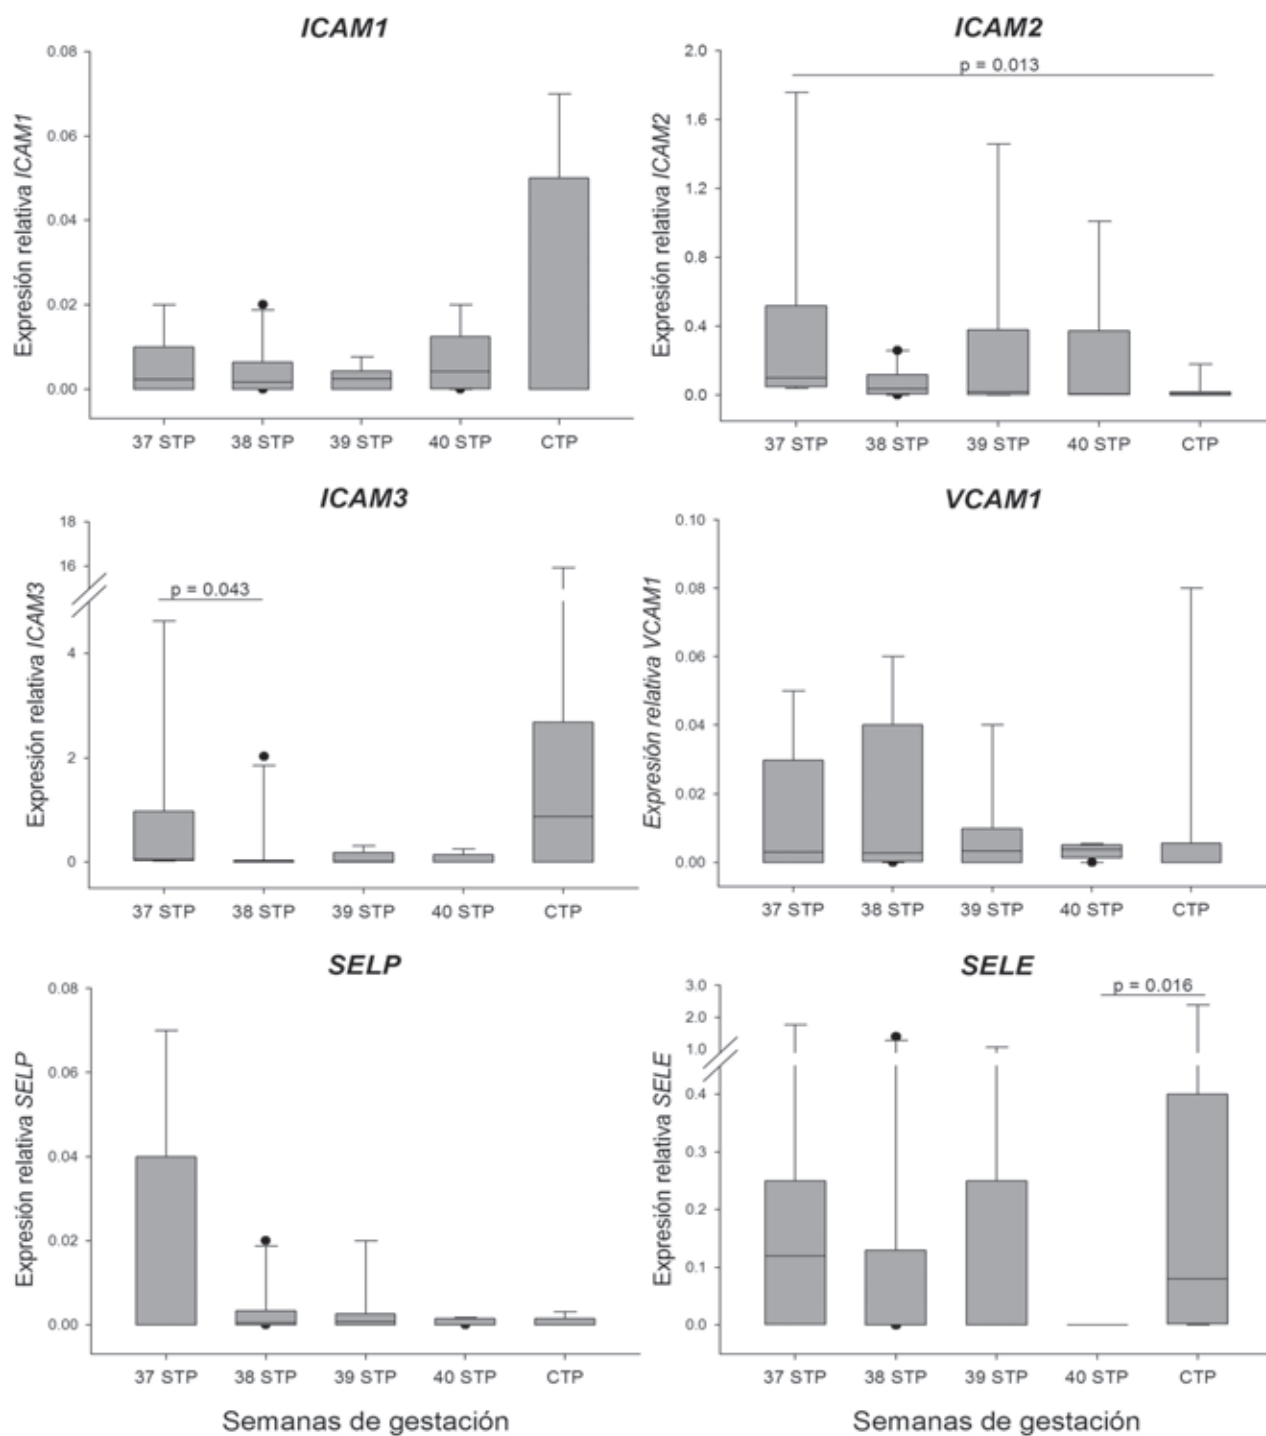 ICAM1
0.08
0.06
0.04
0.02
0.00
Expresión relativa ICAM1
37 STP 38 STP 39 STP 40 STP CTP
ICAM2
2.0
1.6
1.2
0.8
0.4
0.0
Expresión relativa ICAM2
p = 0.013
37 STP 38 STP 39 STP 40 STP CTP
ICAM3
18
16
4
2
0
Expresión relativa ICAM3
p = 0.043
37 STP 38 STP 39 STP 40 STP CTP
VCAM1
0.10
0.08
0.06
0.04
0.02
0.00
Expresión relativa VCAM1
37 STP 38 STP 39 STP 40 STP CTP
SELP
0.08
0.06
0.04
0.02
0.00
Expresión relativa SELP
37 STP 38 STP 39 STP 40 STP CTP
Semanas de gestación
SELE
3.0
2.0
1.0
0.4
0.3
0.2
0.1
0.0
Expresión relativa SELE
p = 0.016
37 STP 38 STP 39 STP 40 STP CTP
Semanas de gestación